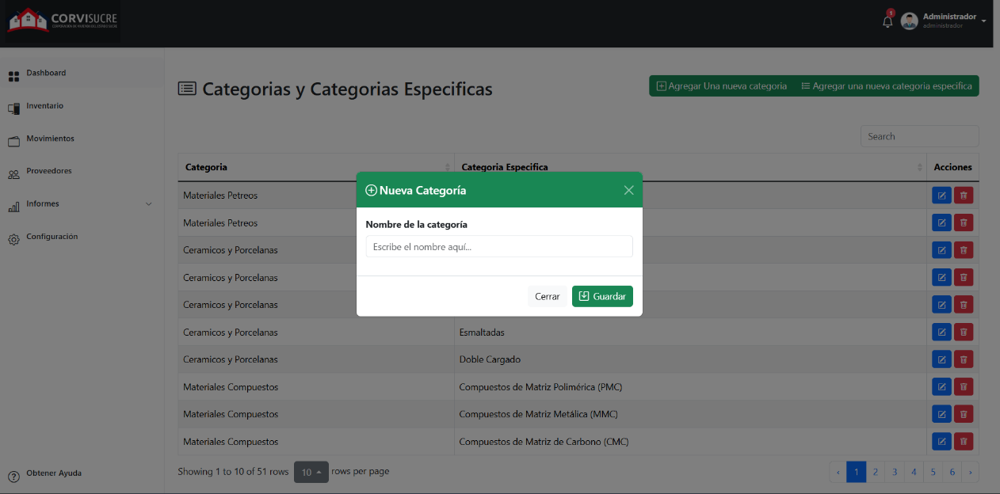 CORVISUCRE
CORPORACIÓN DE VIVIENDA DEL ESTADO SUCRE
1
Administrador
administrador
Dashboard
Inventario
Movimientos
Proveedores
Informes
Configuración
Obtener Ayuda
Categorias y Categorias Especificas
Agregar Una nueva categoria
Agregar una nueva categoria especifica
Search
Categoria Categoria Especifica Acciones
Nueva Categoría
Nombre de la categoría
Escribe el nombre aquí...
Cerrar Guardar
Materiales Petreos
Materiales Petreos
Ceramicos y Porcelanas
Ceramicos y Porcelanas
Ceramicos y Porcelanas
Ceramicos y Porcelanas Esmaltadas
Ceramicos y Porcelanas Doble Cargado
Materiales Compuestos Compuestos de Matriz Polimérica (PMC)
Materiales Compuestos Compuestos de Matriz Metálica (MMC)
Materiales Compuestos Compuestos de Matriz de Carbono (CMC)
Showing 1 to 10 of 51 rows 10 rows per page
‹ 1 2 3 4 5 6 ›